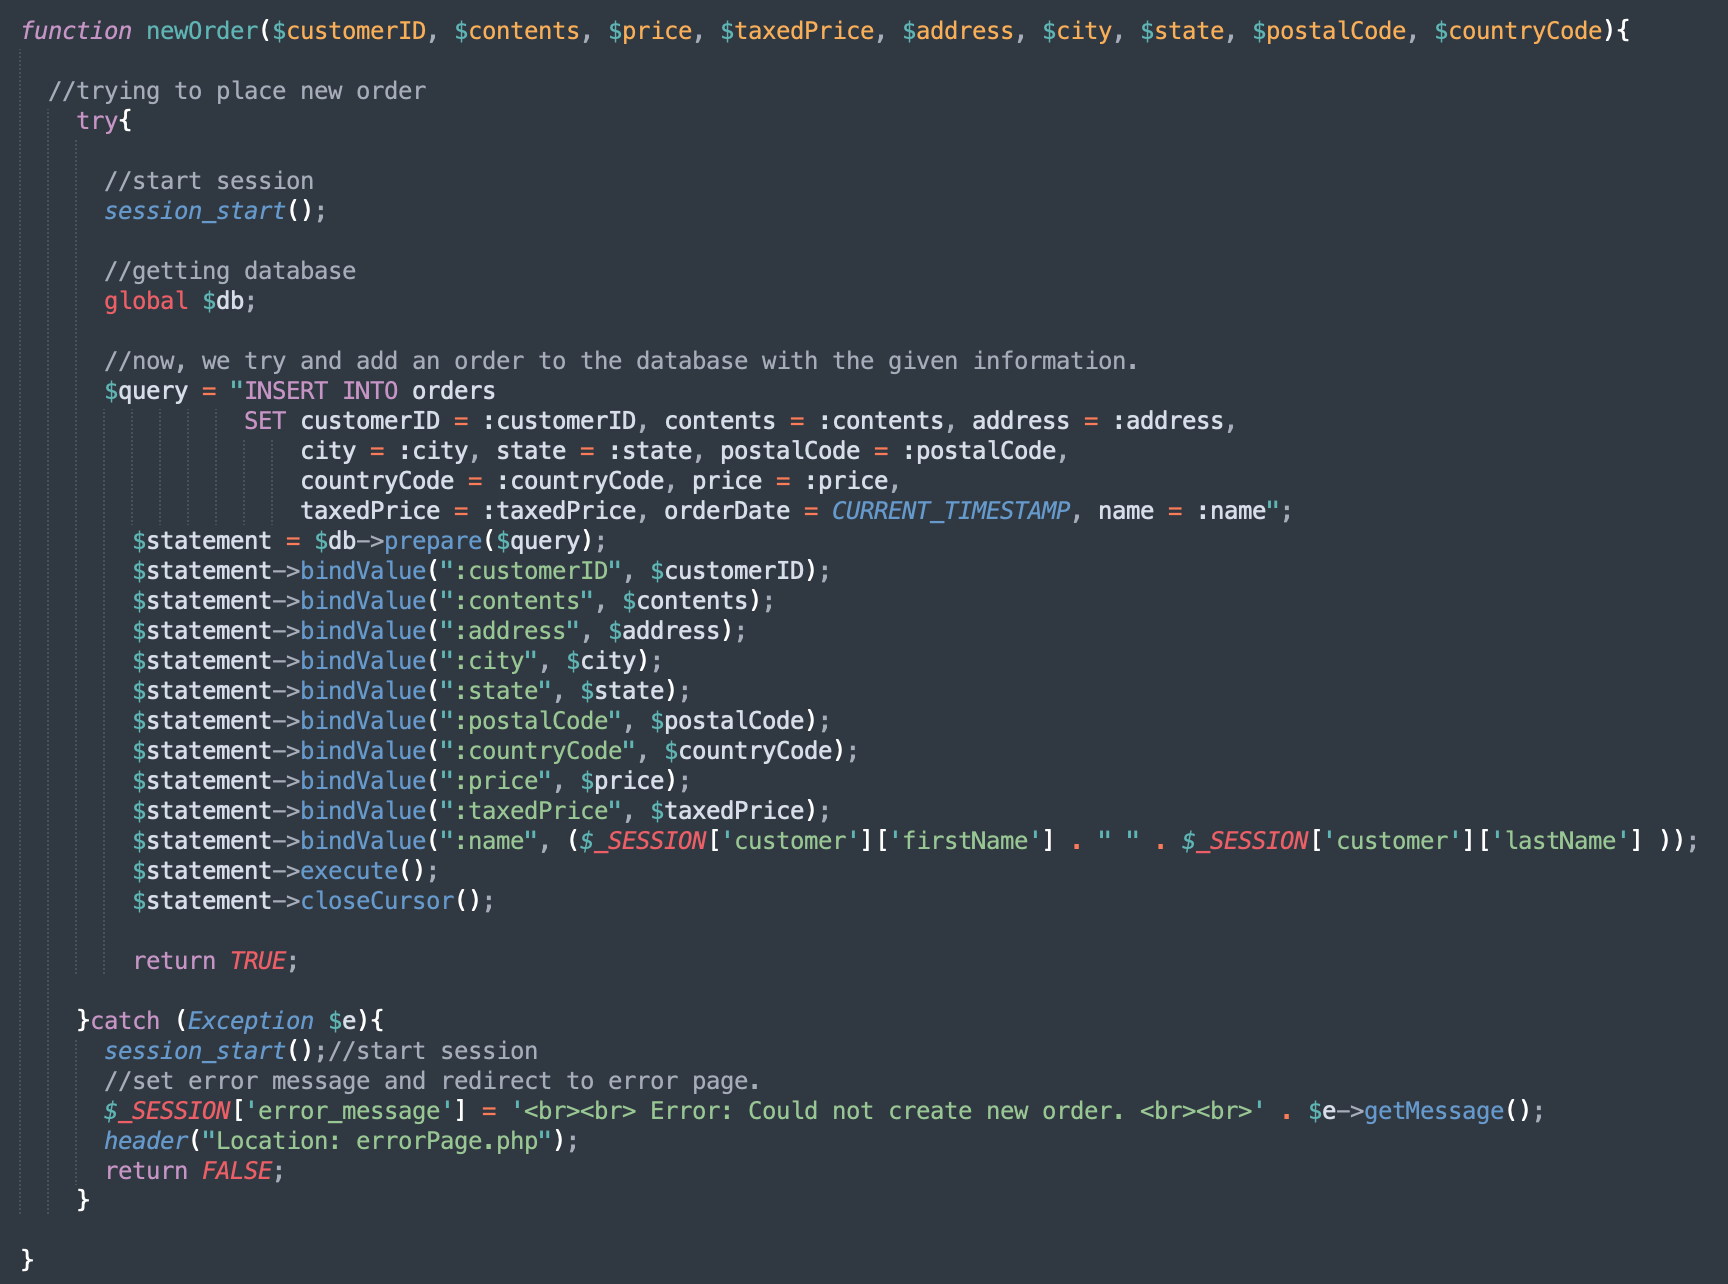 function newOrder($customerID, $contents, $price, $taxedPrice, $address, $city, $state, $postalCode, $countryCode){
//trying to place new order
try{
//start session
session_start();
//getting database
global $db;
//now, we try and add an order to the database with the given information.
$query = "INSERT INTO orders
SET customerID = :customerID, contents = :contents, address = :address,
city = :city, state = :state, postalCode = :postalCode,
countryCode = :countryCode, price = :price,
taxedPrice = :taxedPrice, orderDate = CURRENT_TIMESTAMP, name = :name";
$statement = $db->prepare($query);
$statement->bindValue(":customerID", $customerID);
$statement->bindValue(":contents", $contents);
$statement->bindValue(":address", $address);
$statement->bindValue(":city", $city);
$statement->bindValue(":state", $state);
$statement->bindValue(":postalCode", $postalCode);
$statement->bindValue(":countryCode", $countryCode);
$statement->bindValue(":price", $price);
$statement->bindValue(":taxedPrice", $taxedPrice);
$statement->bindValue(":name", ($_SESSION['customer']['firstName'] . " " . $_SESSION['customer']['lastName'] ));
$statement->execute();
$statement->closeCursor();
return TRUE;
}catch (Exception $e){
session_start();//start session
//set error message and redirect to error page.
$_SESSION['error_message'] = '<br><br> Error: Could not create new order. <br><br>' . $e->getMessage();
header("Location: errorPage.php");
return FALSE;
}
}